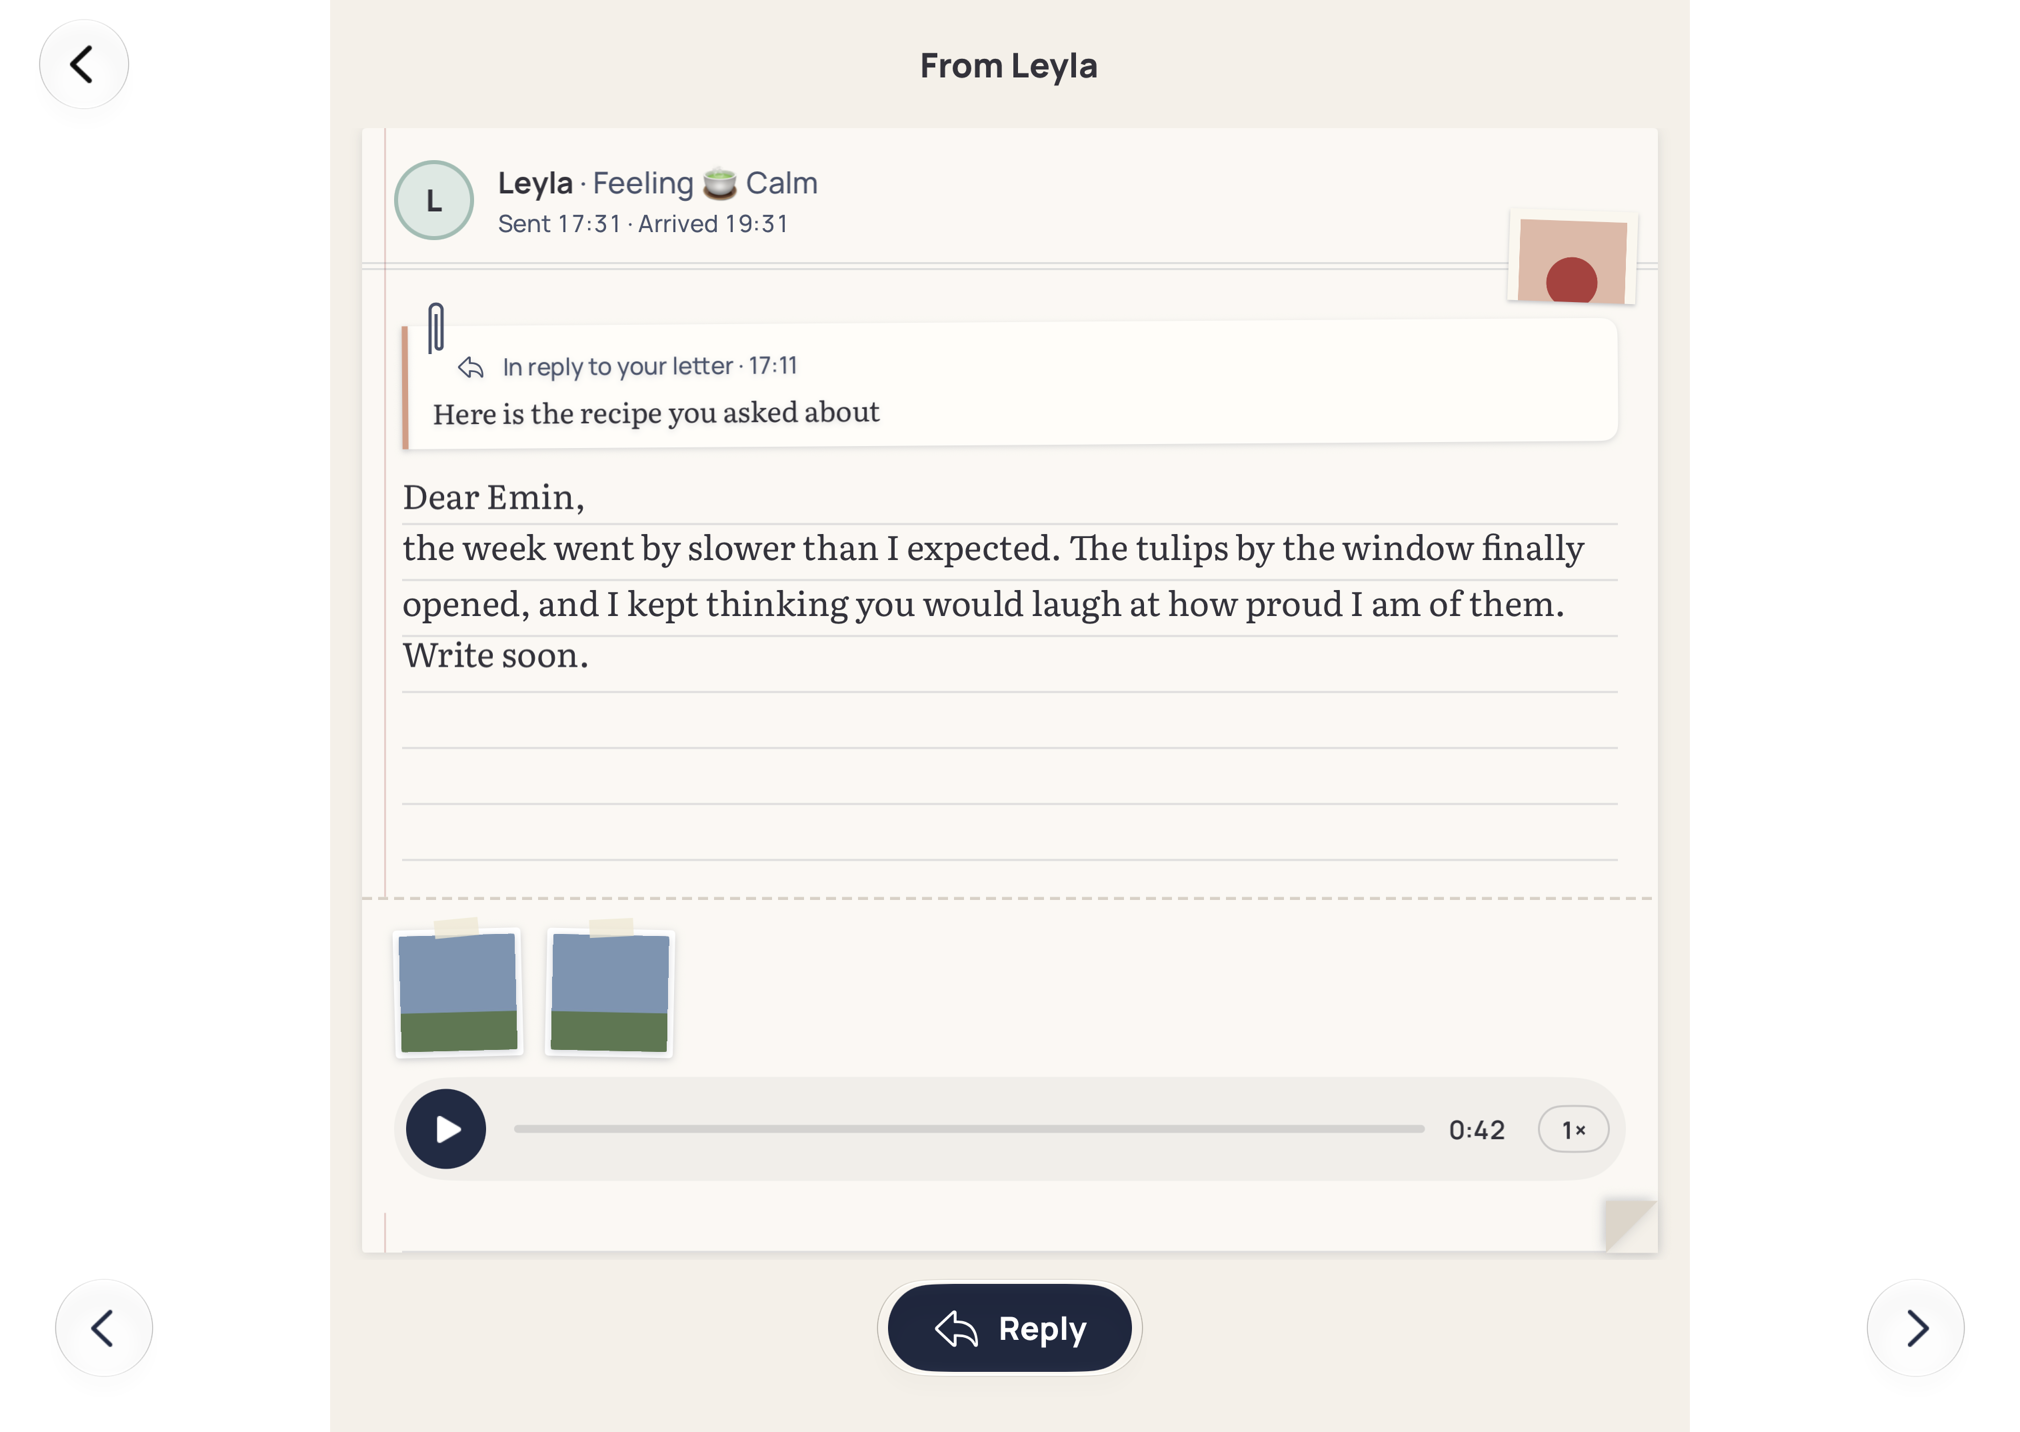 From Leyla
L
Leyla · Feeling 🍵 Calm
Sent 17:31 · Arrived 19:31
In reply to your letter · 17:11
Here is the recipe you asked about
Dear Emin,
the week went by slower than I expected. The tulips by the window finally
opened, and I kept thinking you would laugh at how proud I am of them.
Write soon.
0:42
1×
Reply